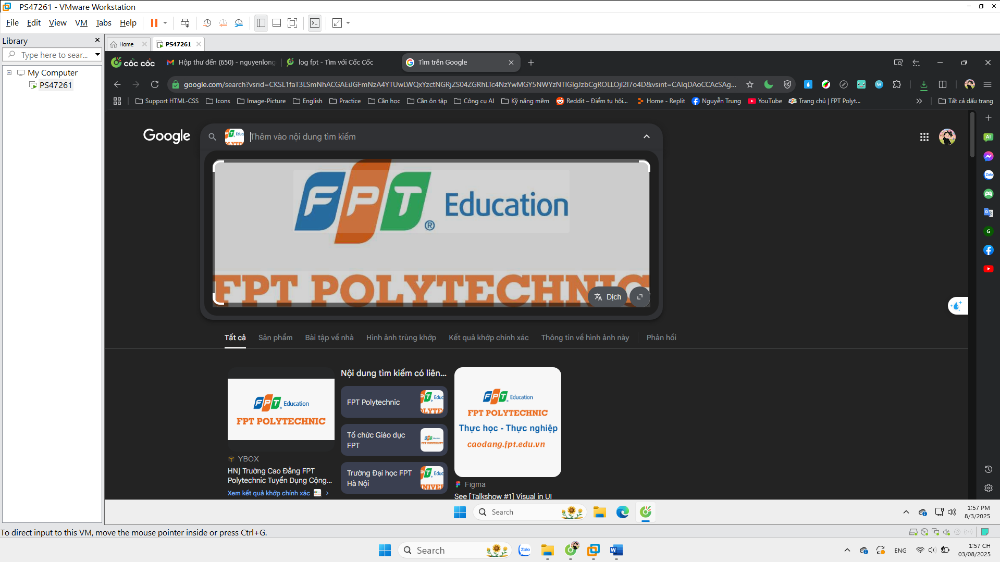 PS47261 - VMware Workstation
File Edit View VM Tabs Help
Library
Type here to sear...
My Computer
PS47261
Home
PS47261
cốc cốc
Hộp thư đến (650) - nguyenlong
log fpt - Tìm với Cốc Cốc
Tìm trên Google
google.com/search?vsrid=CKSL1faT3LSmNhACGAEiJGFmNzA4YTUwLWQxYzctNGRjZS04ZGRhLTc4NzYwMGY5NWYzNTIGIgJzbCgROLLOjI2I7o4D&vsint=CAIqDAoCCAcSAg...
Support HTML-CSS Icons Image-Picture English Practice Cần học Cần ôn tập Công cụ AI Kỹ năng mềm Reddit – Điểm tụ hội... Home - Replit Nguyễn Trung YouTube Trang chủ | FPT Polyt... Tất cả dấu trang
Google
Thêm vào nội dung tìm kiếm
FPT® Education
FPT POLYTECHNIC
Dịch
Tất cả Sản phẩm Bài tập về nhà Hình ảnh trùng khớp Kết quả khớp chính xác Thông tin về hình ảnh này Phản hồi
FPT Education
FPT POLYTECHNIC
YBOX
HN] Trường Cao Đẳng FPT
Polytechnic Tuyển Dụng Cộng...
Xem kết quả khớp chính xác
Nội dung tìm kiếm có liên...
FPT Polytechnic
Tổ chức Giáo dục
FPT
Trường Đại học FPT
Hà Nội
FPT Education
FPT POLYTECHNIC
Thực học - Thực nghiệp
caodang.fpt.edu.vn
Figma
See [Talkshow #1] Visual in UI
Search
1:57 PM
8/3/2025
To direct input to this VM, move the mouse pointer inside or press Ctrl+G.
Search
Zalo
ENG
1:57 CH
03/08/2025